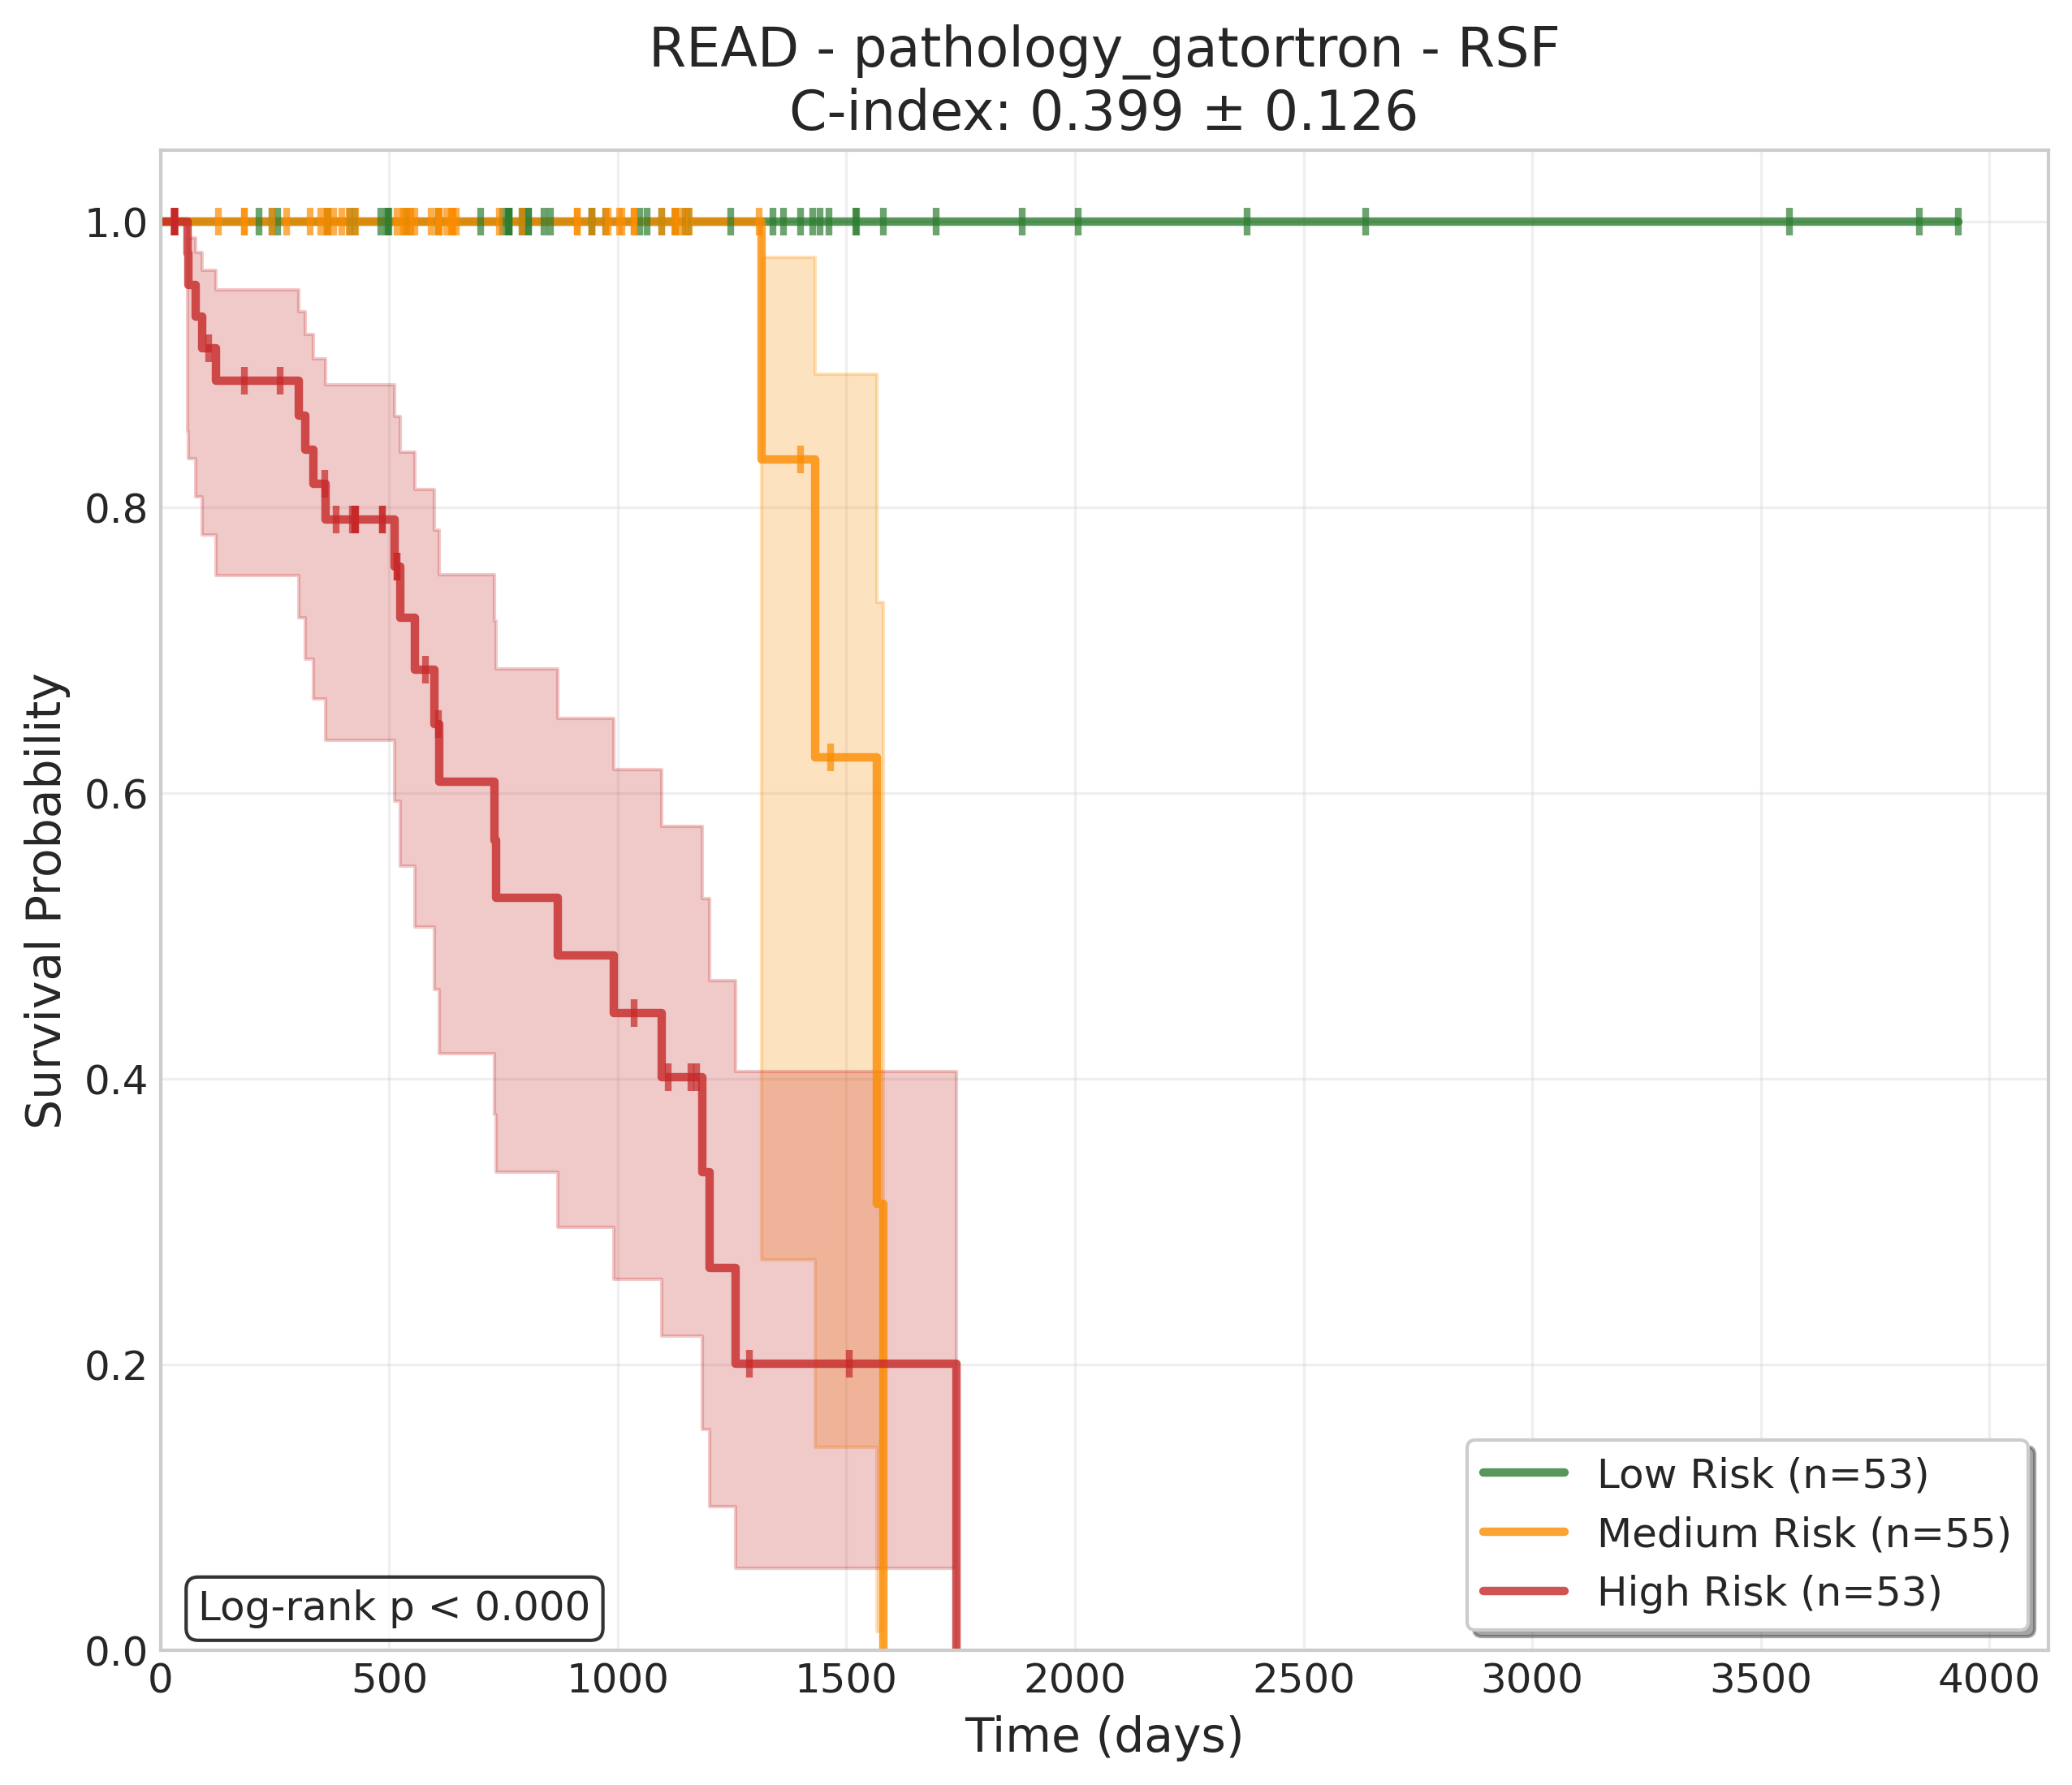 READ - pathology_gatortron - RSF
C-index: 0.399 ± 0.126
Survival Probability
1.0
0.8
0.6
0.4
0.2
0.0
Log-rank p < 0.000
Low Risk (n=53)
Medium Risk (n=55)
High Risk (n=53)
0 500 1000 1500 2000 2500 3000 3500 4000
Time (days)